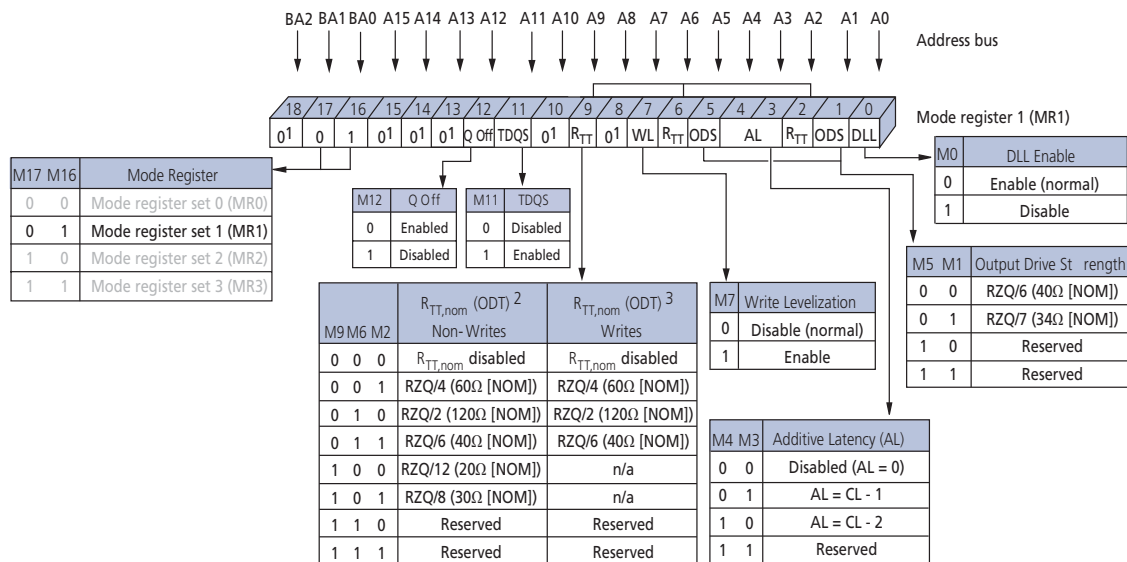 BA2 BA1 BA0 A15 A14 A13 A12 A11 A10 A9 A8 A7 A6 A5 A4 A3 A2 A1 A0
Address bus
18 17 16 15 14 13 12 11 10 9 8 7 6 5 4 3 2 1 0
01 0 1 01 01 01 Q Off TDQS 01 RTT 01 WL RTT ODS AL RTT ODS DLL
Mode register 1 (MR1)
M17 M16 Mode Register
0 0 Mode register set 0 (MR0)
0 1 Mode register set 1 (MR1)
1 0 Mode register set 2 (MR2)
1 1 Mode register set 3 (MR3)
M12 Q Off
0 Enabled
1 Disabled
M11 TDQS
0 Disabled
1 Enabled
M0 DLL Enable
0 Enable (normal)
1 Disable
M5 M1 Output Drive St rength
0 0 RZQ/6 (40Ω [NOM])
0 1 RZQ/7 (34Ω [NOM])
1 0 Reserved
1 1 Reserved
M9 M6 M2 RTT,nom (ODT) 2 Non-Writes RTT,nom (ODT) 3 Writes
0 0 0 RTT,nom disabled RTT,nom disabled
0 0 1 RZQ/4 (60Ω [NOM]) RZQ/4 (60Ω [NOM])
0 1 0 RZQ/2 (120Ω [NOM]) RZQ/2 (120Ω [NOM])
0 1 1 RZQ/6 (40Ω [NOM]) RZQ/6 (40Ω [NOM])
1 0 0 RZQ/12 (20Ω [NOM]) n/a
1 0 1 RZQ/8 (30Ω [NOM]) n/a
1 1 0 Reserved Reserved
1 1 1 Reserved Reserved
M7 Write Levelization
0 Disable (normal)
1 Enable
M4 M3 Additive Latency (AL)
0 0 Disabled (AL = 0)
0 1 AL = CL - 1
1 0 AL = CL - 2
1 1 Reserved